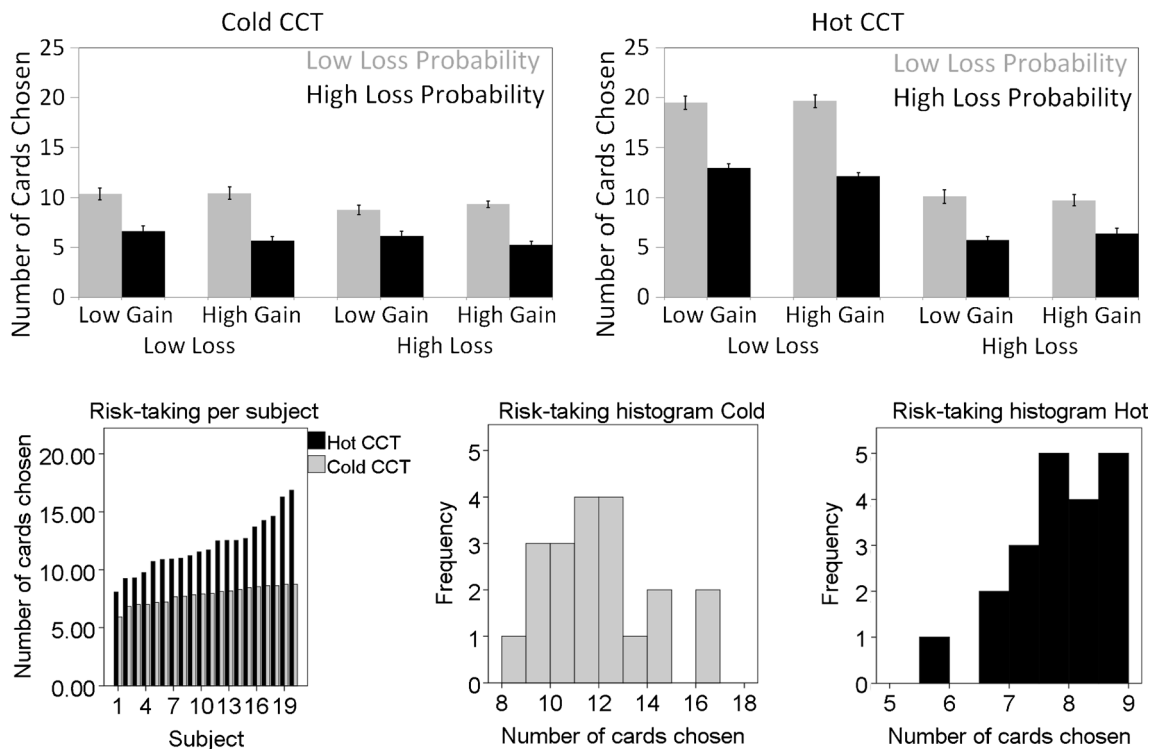 Cold CCT
Number of Cards Chosen
25
20
15
10
5
0
Low Loss Probability
High Loss Probability
Low Gain High Gain Low Gain High Gain
Low Loss High Loss
Hot CCT
Number of Cards Chosen
25
20
15
10
5
0
Low Loss Probability
High Loss Probability
Low Gain High Gain Low Gain High Gain
Low Loss High Loss
Risk-taking per subject
Number of cards chosen
20.00
15.00
10.00
5.00
0.00
Hot CCT
Cold CCT
1 4 7 10 13 16 19
Subject
Risk-taking histogram Cold
Frequency
5
4
3
2
1
0
8 10 12 14 16 18
Number of cards chosen
Risk-taking histogram Hot
Frequency
5
4
3
2
1
0
5 6 7 8 9
Number of cards chosen